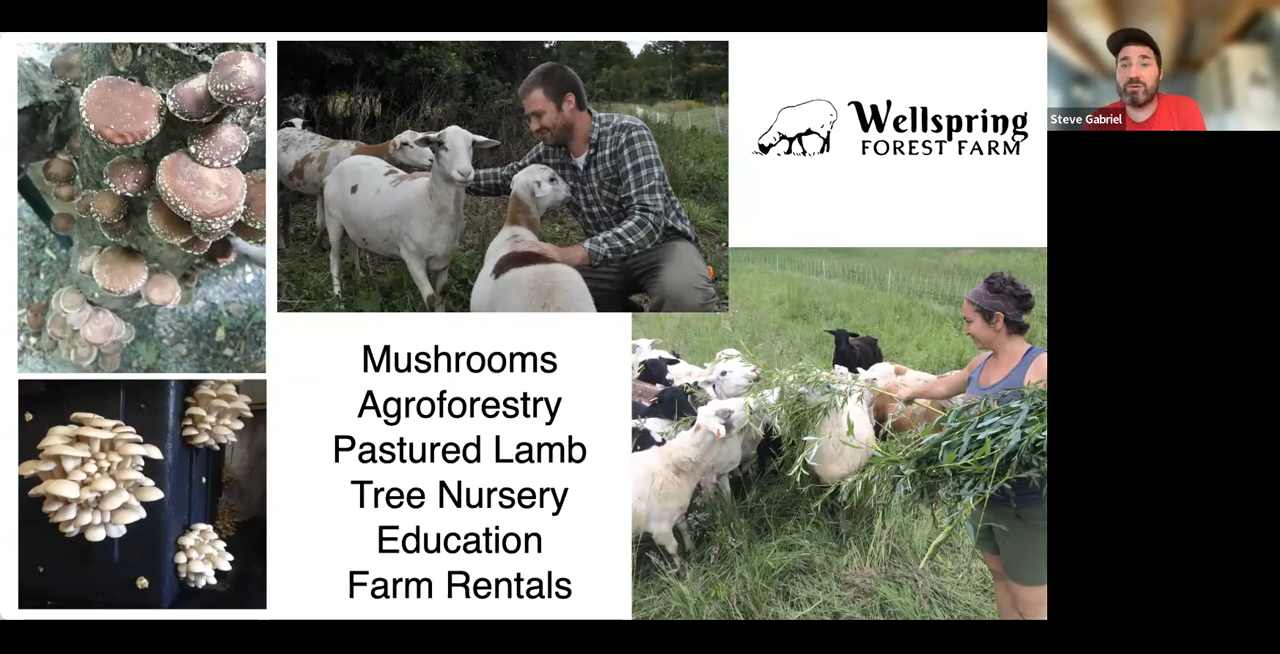 Wellspring
FOREST FARM
Steve Gabriel
Mushrooms
Agroforestry
Pastured Lamb
Tree Nursery
Education
Farm Rentals